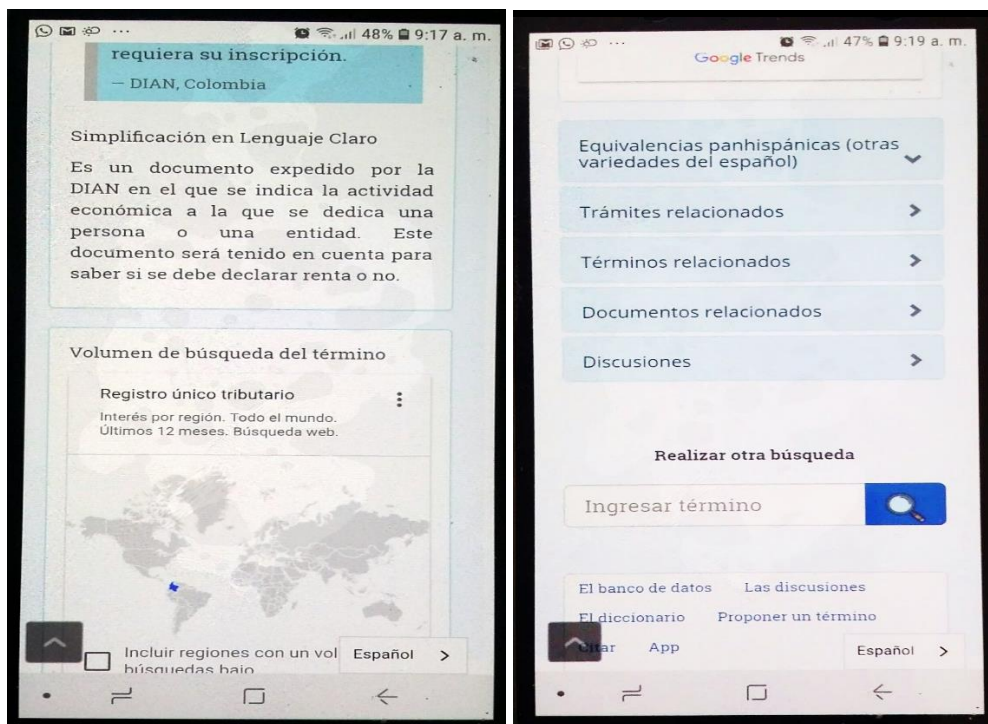 48% 9:17 a. m.
requiera su inscripción.
— DIAN, Colombia
Simplificación en Lenguaje Claro
Es un documento expedido por la
DIAN en el que se indica la actividad
económica a la que se dedica una
persona o una entidad. Este
documento será tenido en cuenta para
saber si se debe declarar renta o no.
Volumen de búsqueda del término
Registro único tributario
Interés por región. Todo el mundo.
Últimos 12 meses. Búsqueda web.
Incluir regiones con un vol
búsquedas bajo
Español
47% 9:19 a. m.
Google Trends
Equivalencias panhispánicas (otras
variedades del español)
Trámites relacionados
Términos relacionados
Documentos relacionados
Discusiones
Realizar otra búsqueda
Ingresar término
El banco de datos Las discusiones
El diccionario Proponer un término
App
Español